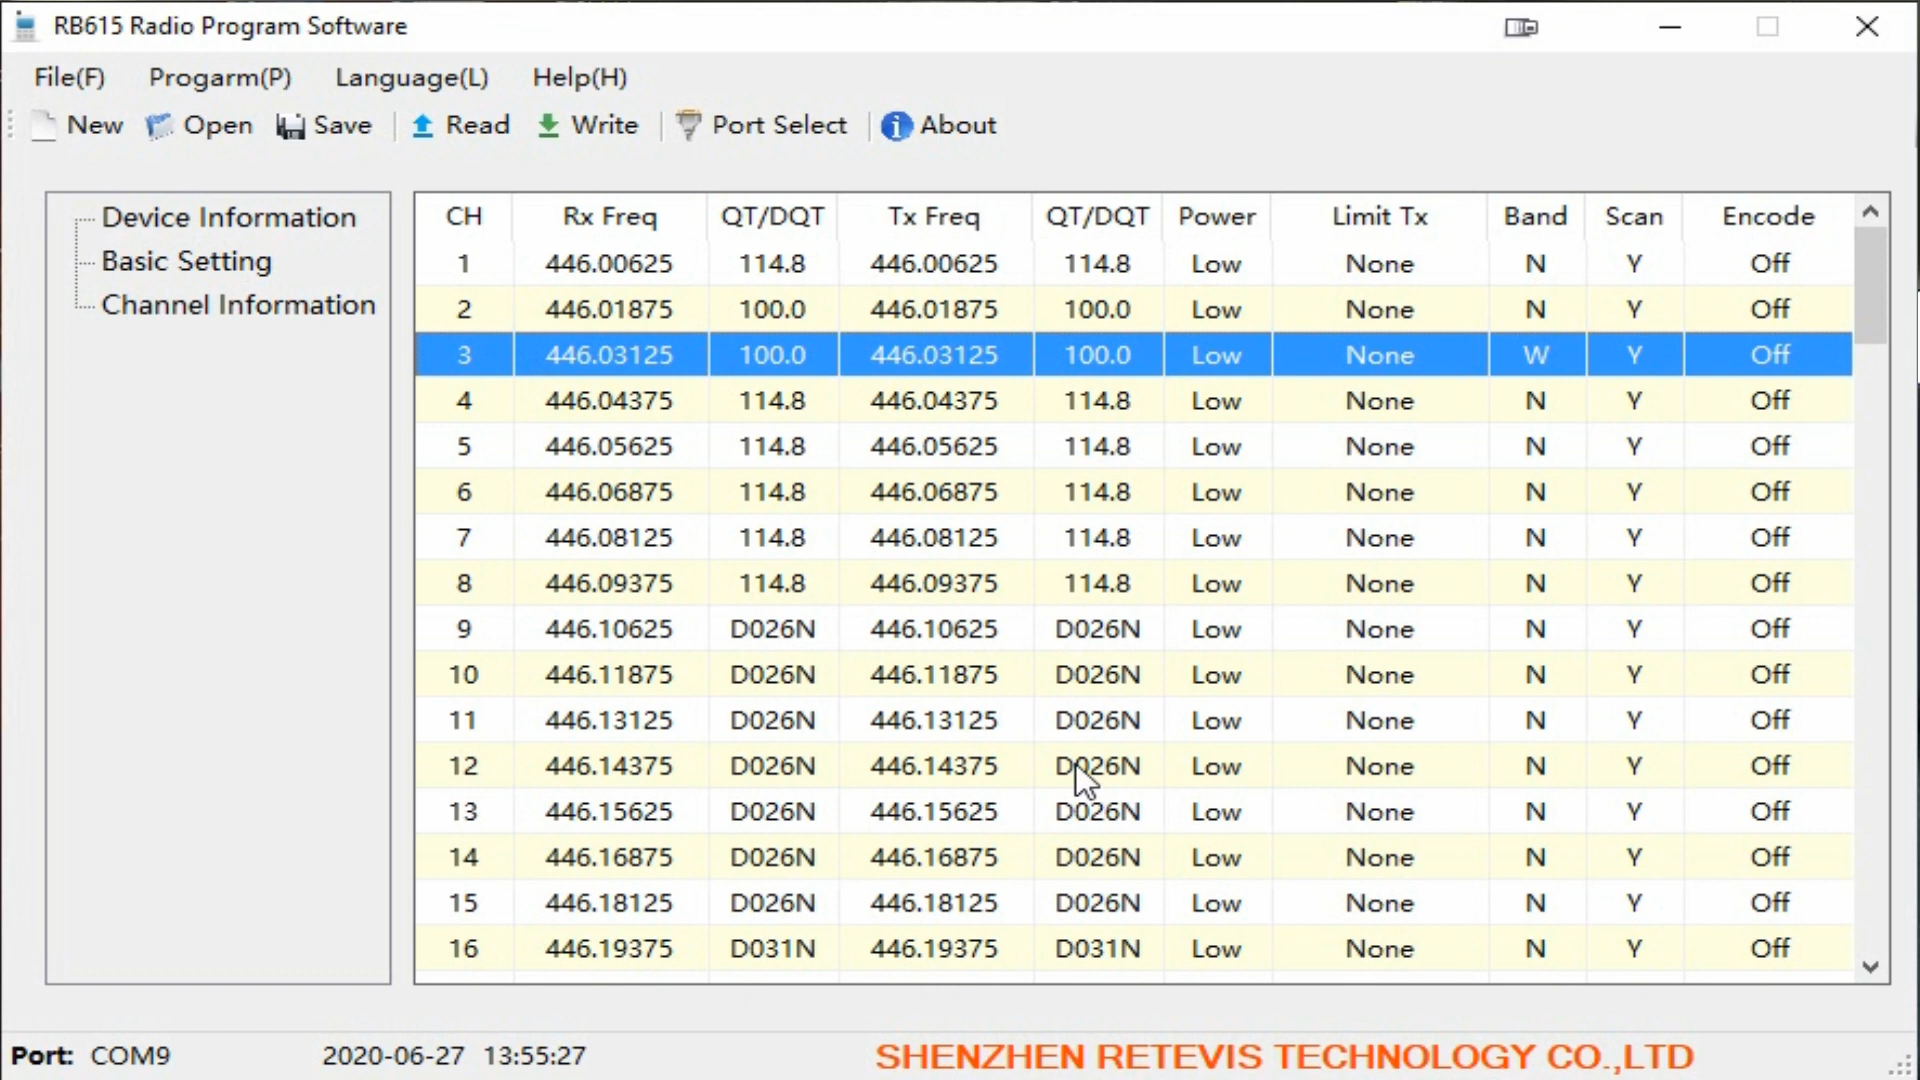 RB615 Radio Program Software
File(F) Progarm(P) Language(L) Help(H)
New Open Save Read Write Port Select About
Device Information
Basic Setting
Channel Information
CH Rx Freq QT/DQT Tx Freq QT/DQT Power Limit Tx Band Scan Encode
1 446.00625 114.8 446.00625 114.8 Low None N Y Off
2 446.01875 100.0 446.01875 100.0 Low None N Y Off
3 446.03125 100.0 446.03125 100.0 Low None W Y Off
4 446.04375 114.8 446.04375 114.8 Low None N Y Off
5 446.05625 114.8 446.05625 114.8 Low None N Y Off
6 446.06875 114.8 446.06875 114.8 Low None N Y Off
7 446.08125 114.8 446.08125 114.8 Low None N Y Off
8 446.09375 114.8 446.09375 114.8 Low None N Y Off
9 446.10625 D026N 446.10625 D026N Low None N Y Off
10 446.11875 D026N 446.11875 D026N Low None N Y Off
11 446.13125 D026N 446.13125 D026N Low None N Y Off
12 446.14375 D026N 446.14375 D026N Low None N Y Off
13 446.15625 D026N 446.15625 D026N Low None N Y Off
14 446.16875 D026N 446.16875 D026N Low None N Y Off
15 446.18125 D026N 446.18125 D026N Low None N Y Off
16 446.19375 D031N 446.19375 D031N Low None N Y Off
Port: COM9 2020-06-27 13:55:27 SHENZHEN RETEVIS TECHNOLOGY CO.,LTD